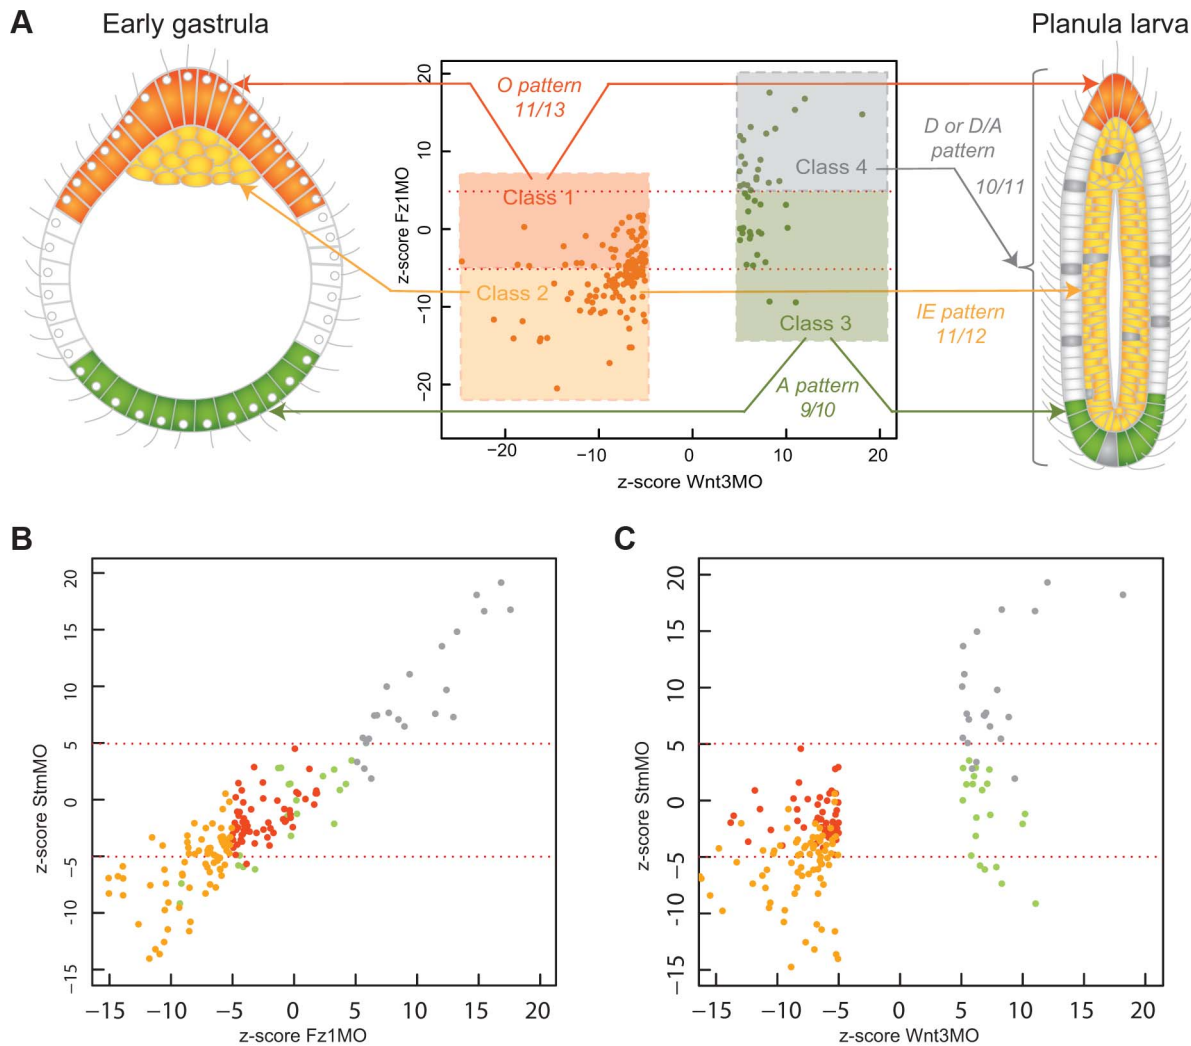 A
Early gastrula
Planula larva
O pattern
11/13
D or D/A
pattern
10/11
Class 1
Class 2
Class 4
Class 3
IE pattern
11/12
A pattern
9/10
z-score Fz1MO
20
10
0
−10
−20
−20
−10
0
10
20
z-score Wnt3MO
B
z-score StmMO
20
15
10
5
0
-5
-10
-15
−15
−10
−5
0
5
10
15
20
z-score Fz1MO
C
z-score StmMO
20
15
10
5
0
−5
−10
−15
−15
−10
−5
0
5
10
15
20
z-score Wnt3MO